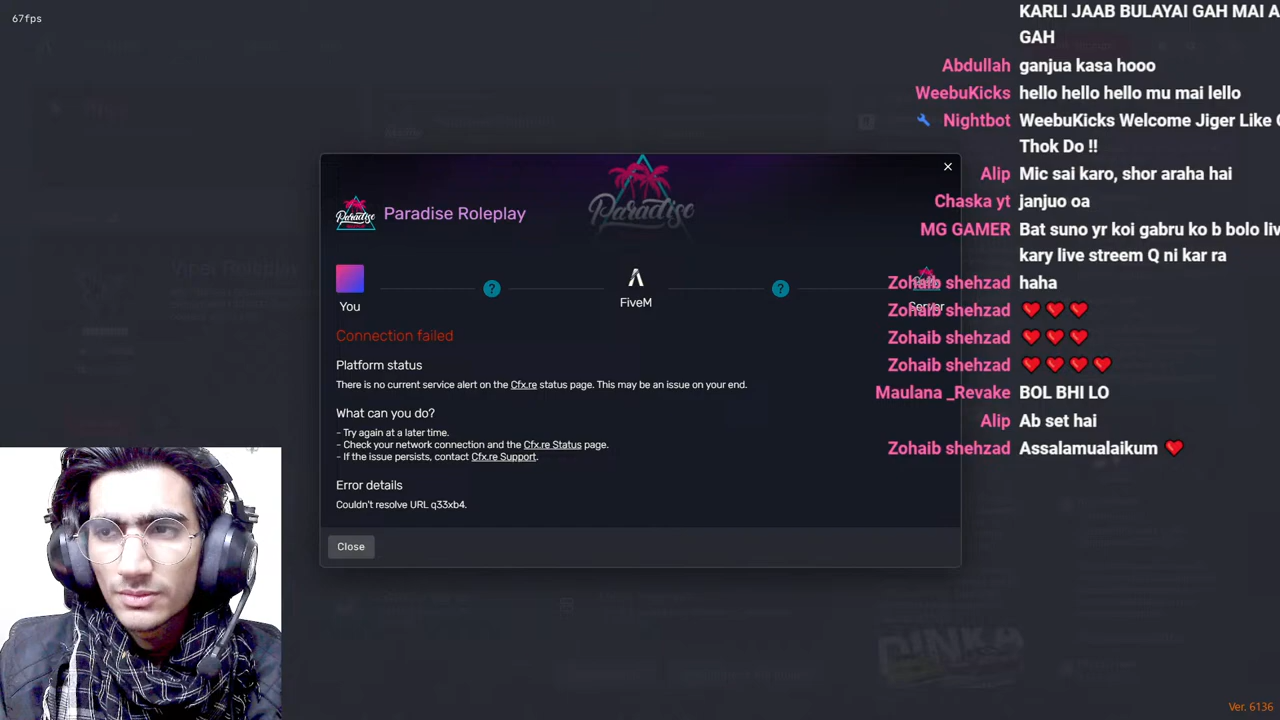 67fps
KARLI JAAB BULAYAI GAH MAI A
GAH
Abdullah ganjua kasa hooo
WeebuKicks hello hello hello mu mai lello
Nightbot WeebuKicks Welcome Jiger Like
Thok Do !!
Alip Mic sai karo, shor araha hai
Chaska yt janjuo oa
MG GAMER Bat suno yr koi gabru ko b bolo liv
kary live streem Q ni kar ra
Zohaib shehzad haha
Zohaib shehzad ❤❤❤
Zohaib shehzad ❤❤❤
Zohaib shehzad ❤❤❤❤
Maulana _Revake BOL BHI LO
Alip Ab set hai
Zohaib shehzad Assalamualaikum ❤
Paradise
Paradise
Paradise Roleplay
You
?
FiveM
?
Server
Connection failed
Platform status
There is no current service alert on the Cfx.re status page. This may be an issue on your end.
What can you do?
- Try again at a later time.
- Check your network connection and the Cfx.re Status page.
- If the issue persists, contact Cfx.re Support.
Error details
Couldn't resolve URL q33xb4.
Close
DINKA
Ver. 6136